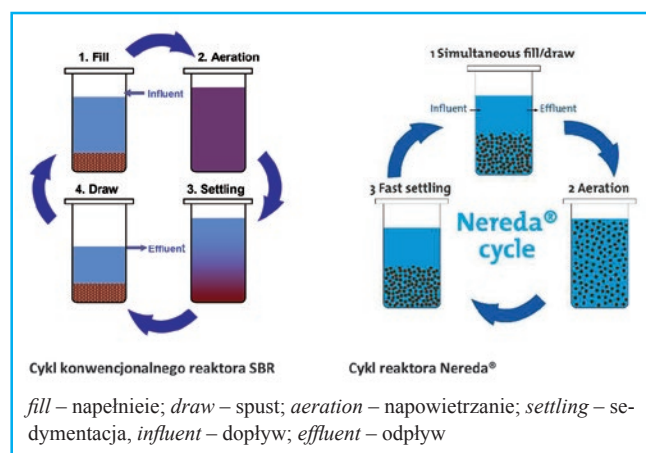 1. Fill
2. Aeration
Influent
4. Draw
3. Settling
Effluent
1 Simultaneous fill/draw
Influent
Effluent
3 Fast settling
2 Aeration
Nereda®
cycle
Cykl konwencjonalnego reaktora SBR
Cykl reaktora Nereda®
fill – napełnieie; draw – spust; aeration – napowietrzanie; settling – se-
dymentacja, influent – dopływ; effluent – odpływ